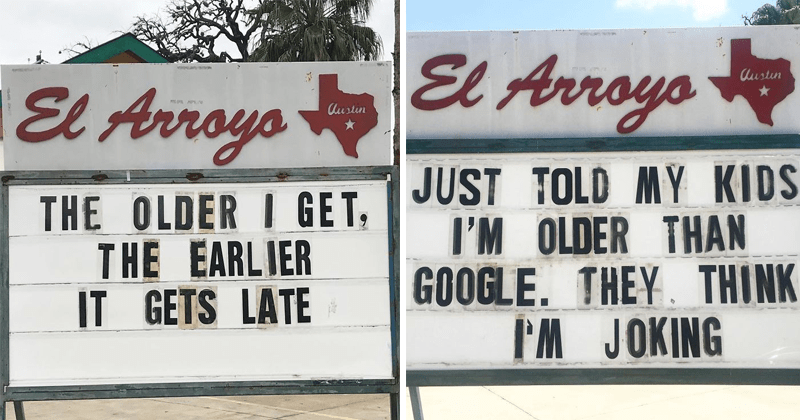 El Arroyo
Austin
THE OLDER I GET,
THE EARLIER
IT GETS LATE
El Arroyo
Austin
JUST TOLD MY KIDS
I'M OLDER THAN
GOOGLE. THEY THINK
I'M JOKING